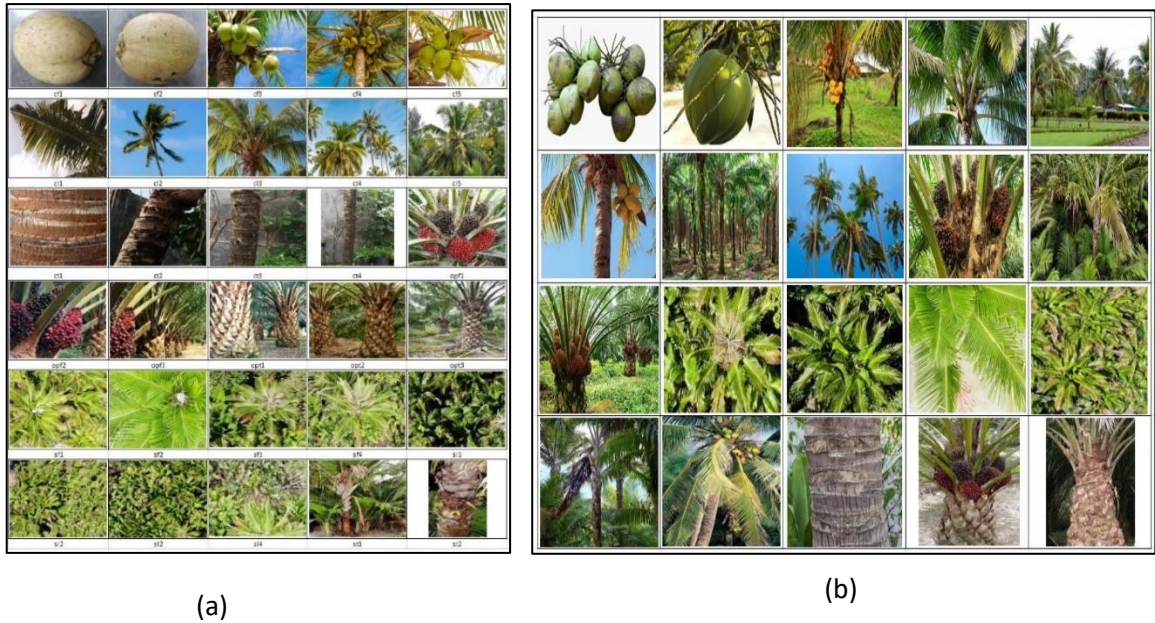 cf1 cf2 cf3 cf4 cf5
cl1 cl2 cl3 cl4 cl5
ct1 ct2 ct3 ct4 opf1
opf2 opf3 opt1 opt2 opt3
sf1 sf2 sf3 sf4 sl1
sl2 sl4 st1 st2
(a)
(b)